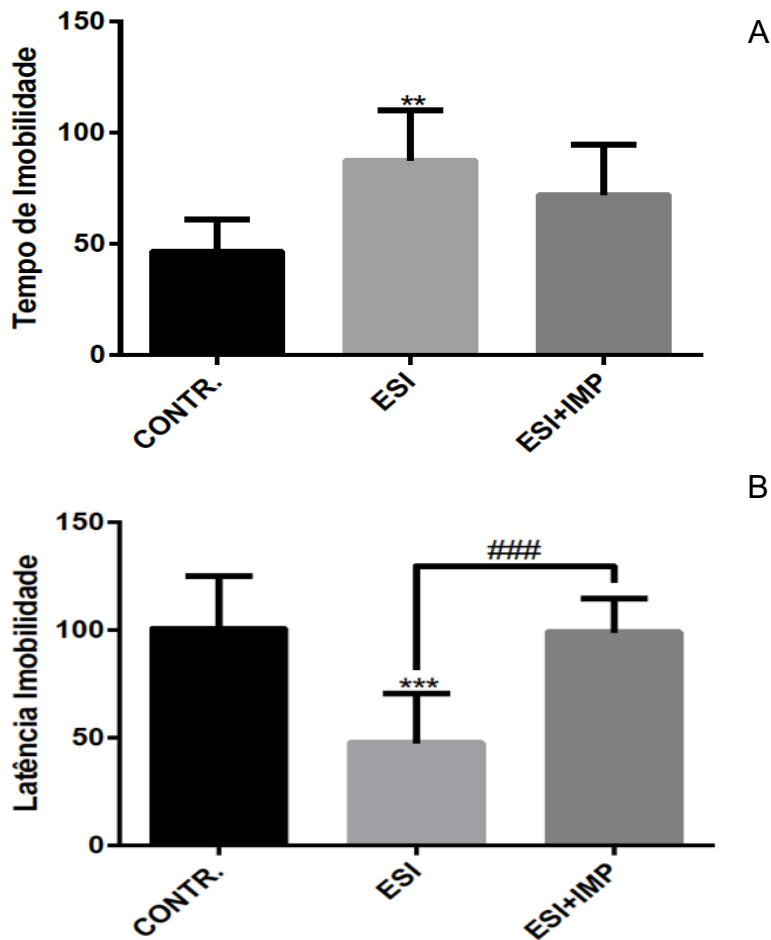 A
Tempo de Imobilidade
150
100
50
0
**
CONTR.
ESI
ESI+IMP
B
Latência Imobilidade
150
100
50
0
###
***
CONTR.
ESI
ESI+IMP